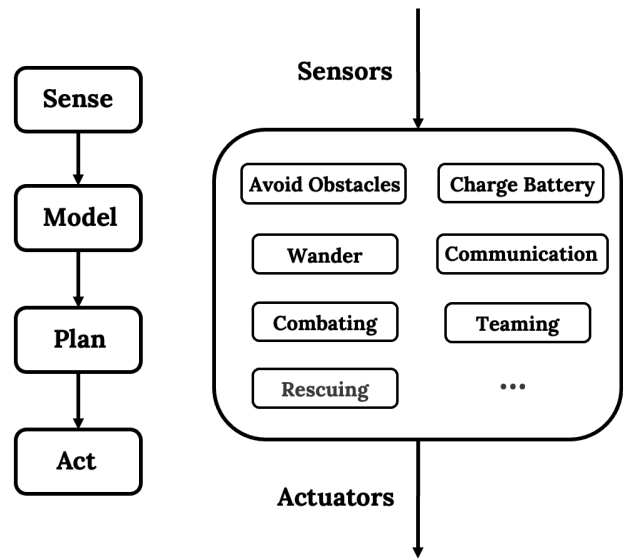 Sense
Model
Plan
Act
Sensors
Avoid Obstacles
Charge Battery
Wander
Communication
Combating
Teaming
Rescuing
...
Actuators